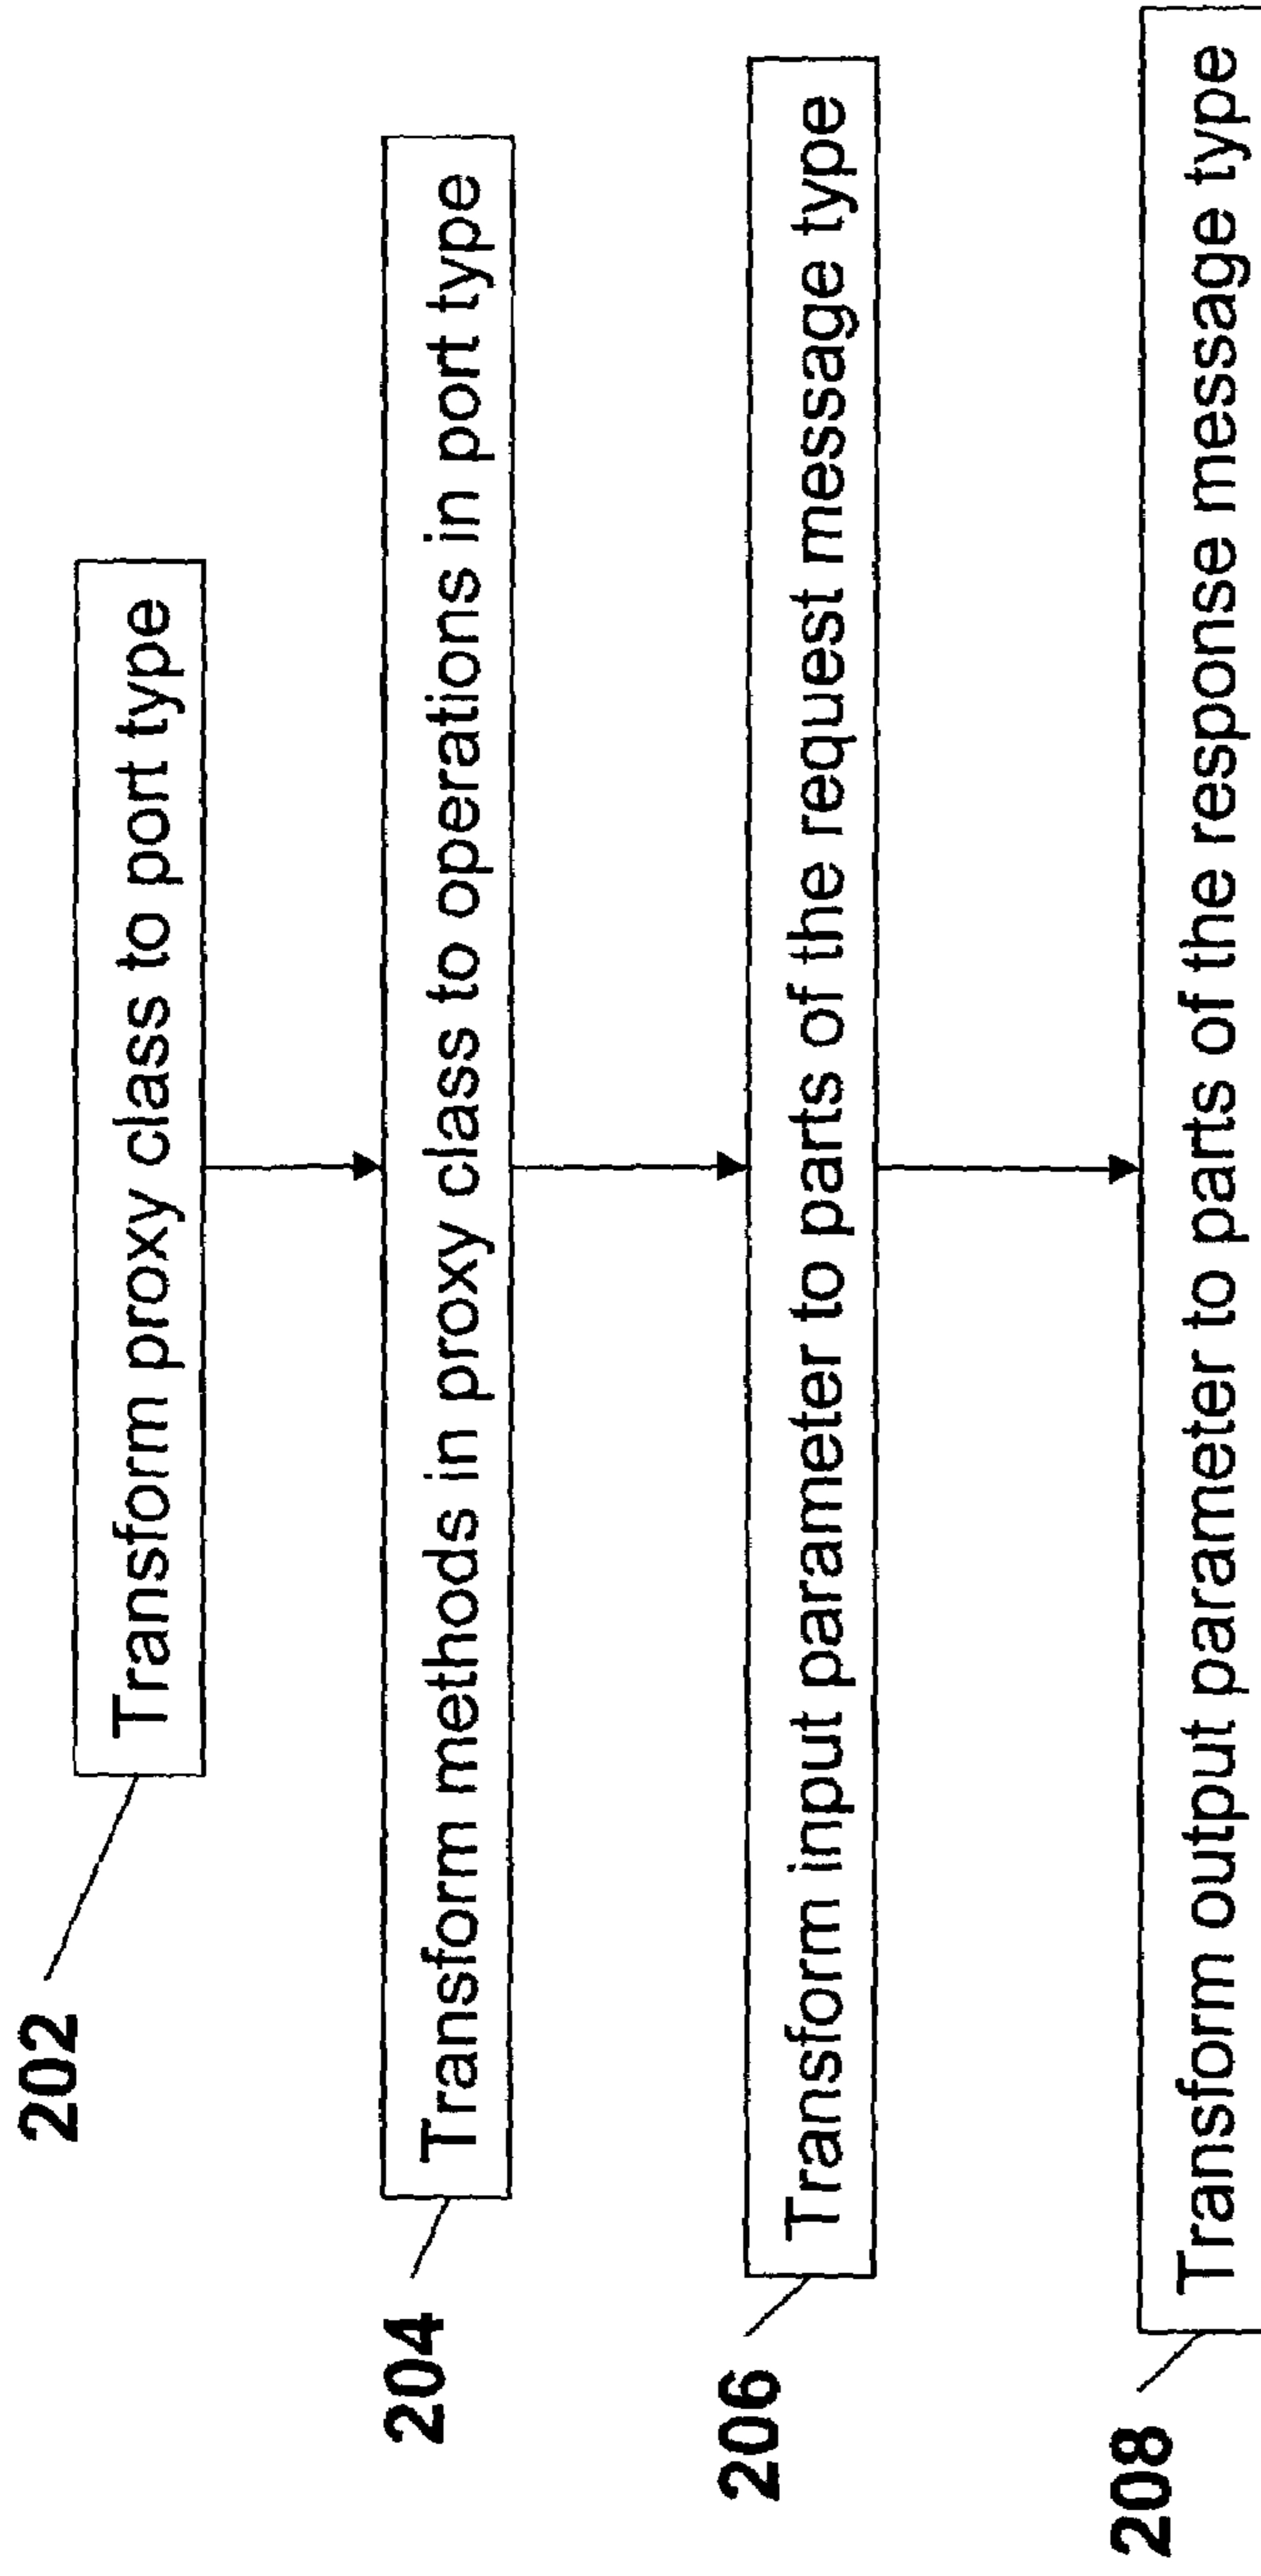 202
Transform proxy class to port type
204
Transform methods in proxy class to operations in port type
206
Transform input parameter to parts of the request message type
208
Transform output parameter to parts of the response message type